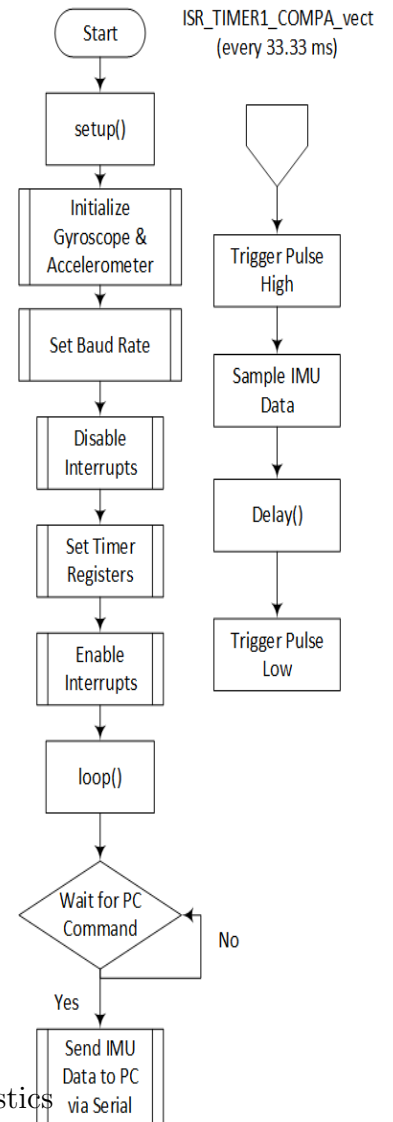 Start
setup()
Initialize
Gyroscope &
Accelerometer
Set Baud Rate
Disable
Interrupts
Set Timer
Registers
Enable
Interrupts
loop()
Wait for PC
Command
No
Yes
Send IMU
Data to PC
via Serial
stics
ISR_TIMER1_COMPA_vect
(every 33.33 ms)
Trigger Pulse
High
Sample IMU
Data
Delay()
Trigger Pulse
Low